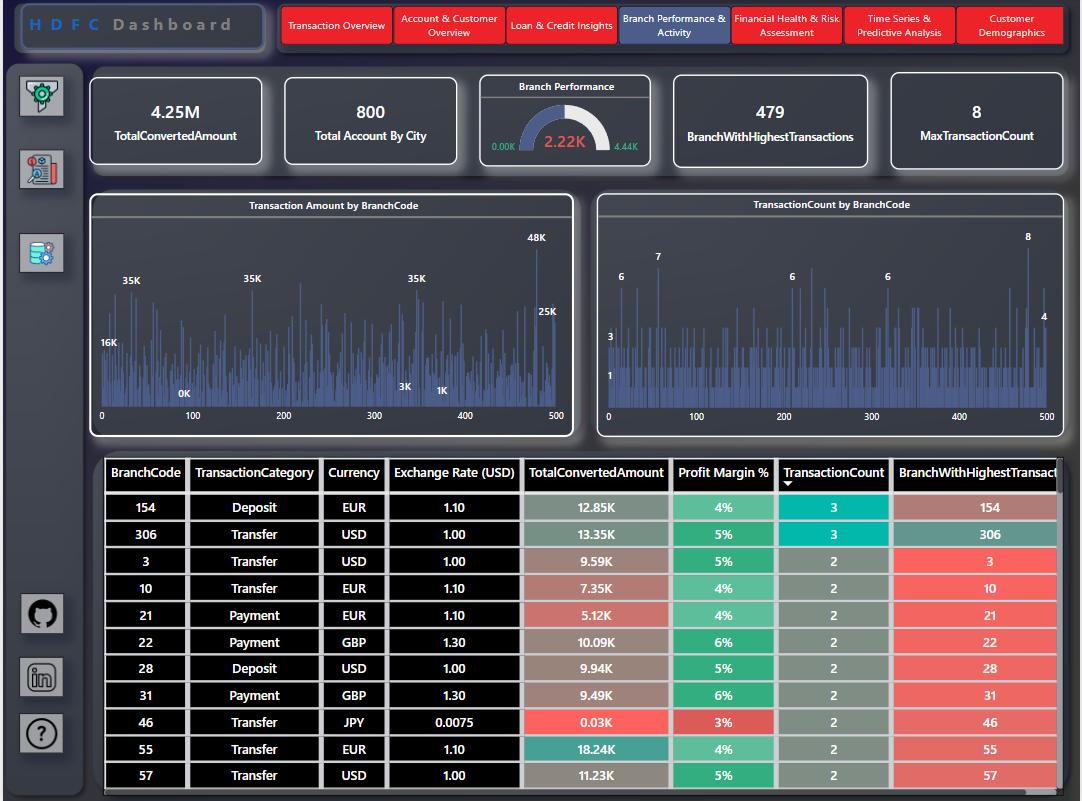 HDFC Dashboard
Transaction Overview
Account & Customer
Overview
Loan & Credit Insights
Branch Performance &
Activity
Financial Health & Risk
Assessment
Time Series &
Predictive Analysis
Customer
Demographics
4.25M
TotalConvertedAmount
800
Total Account By City
Branch Performance
0.00K
2.22K
4.44K
479
BranchWithHighestTransactions
8
MaxTransactionCount
Transaction Amount by BranchCode
48K
35K 35K 35K
25K
16K
0K 3K 1K
0 100 200 300 400 500
TransactionCount by BranchCode
8
7
6 6 6
4
3
1
0 100 200 300 400 500
BranchCode TransactionCategory Currency Exchange Rate (USD) TotalConvertedAmount Profit Margin % TransactionCount BranchWithHighestTransact
154 Deposit EUR 1.10 12.85K 4% 3 154
306 Transfer USD 1.00 13.35K 5% 3 306
3 Transfer USD 1.00 9.59K 5% 2 3
10 Transfer EUR 1.10 7.35K 4% 2 10
21 Payment EUR 1.10 5.12K 4% 2 21
22 Payment GBP 1.30 10.09K 6% 2 22
28 Deposit USD 1.00 9.94K 5% 2 28
31 Payment GBP 1.30 9.49K 6% 2 31
46 Transfer JPY 0.0075 0.03K 3% 2 46
55 Transfer EUR 1.10 18.24K 4% 2 55
57 Transfer USD 1.00 11.23K 5% 2 57
in
?